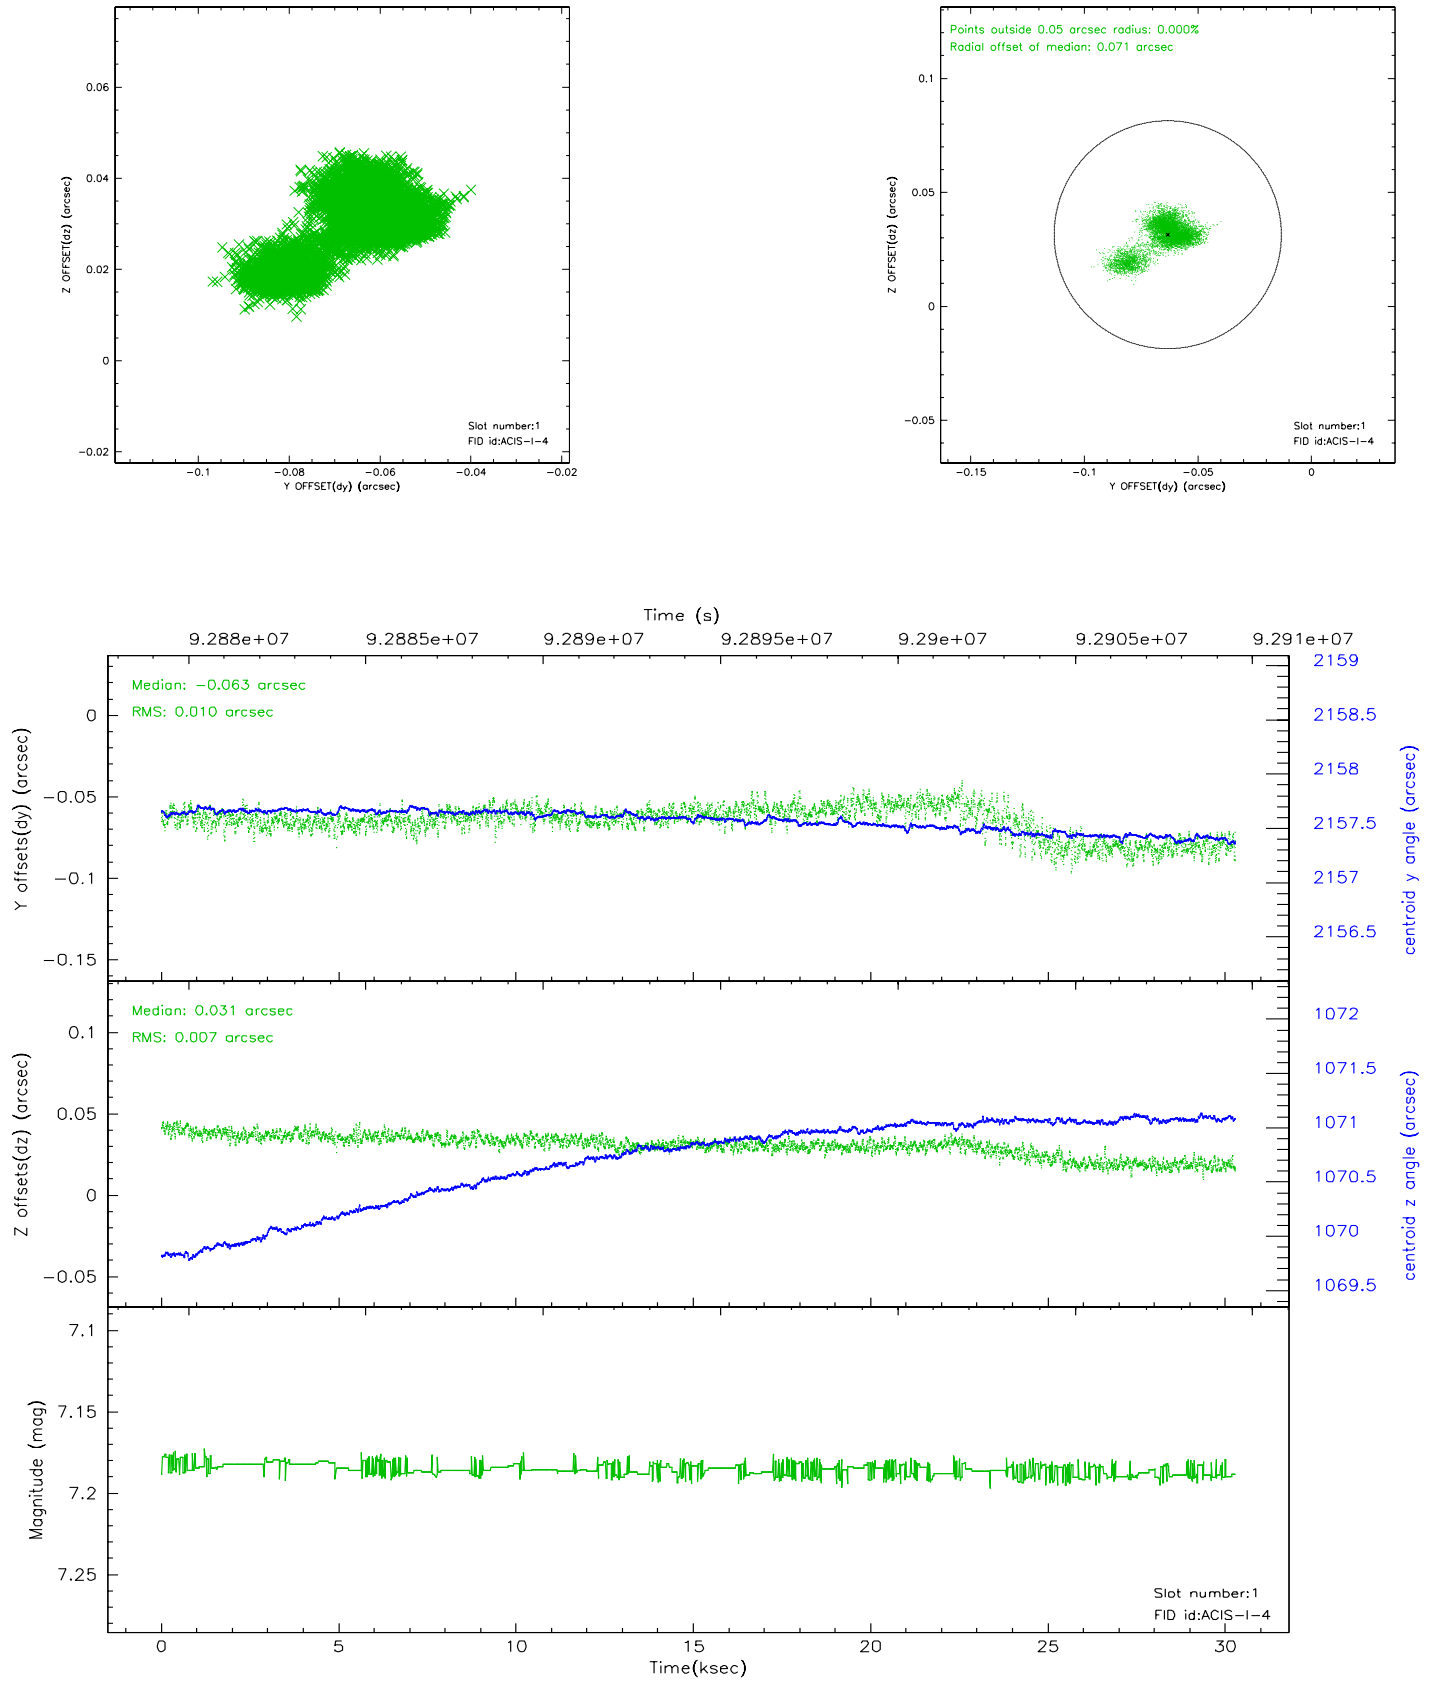 0.06
0.04
0.02
0
−0.02
Z OFFSET(dz) (arcsec)
Slot number:1
FID id:ACIS−I−4
−0.1 −0.08 −0.06 −0.04 −0.02
Y OFFSET(dy) (arcsec)
Points outside 0.05 arcsec radius: 0.000%
Radial offset of median: 0.071 arcsec
0.1
0.05
0
−0.05
Z OFFSET(dz) (arcsec)
Slot number:1
FID id:ACIS−I−4
−0.15 −0.1 −0.05 0
Y OFFSET(dy) (arcsec)
Time (s)
9.288e+07 9.2885e+07 9.289e+07 9.2895e+07 9.29e+07 9.2905e+07 9.291e+07
Median: −0.063 arcsec
RMS: 0.010 arcsec
0
−0.05
−0.1
−0.15
Y offsets(dy) (arcsec)
2159
2158.5
2158
2157.5
2157
2156.5
centroid y angle (arcsec)
Median: 0.031 arcsec
RMS: 0.007 arcsec
0.1
0.05
0
−0.05
Z offsets(dz) (arcsec)
1072
1071.5
1071
1070.5
1070
1069.5
centroid z angle (arcsec)
7.1
7.15
7.2
7.25
Magnitude (mag)
Slot number:1
FID id:ACIS−I−4
0 5 10 15 20 25 30
Time(ksec)